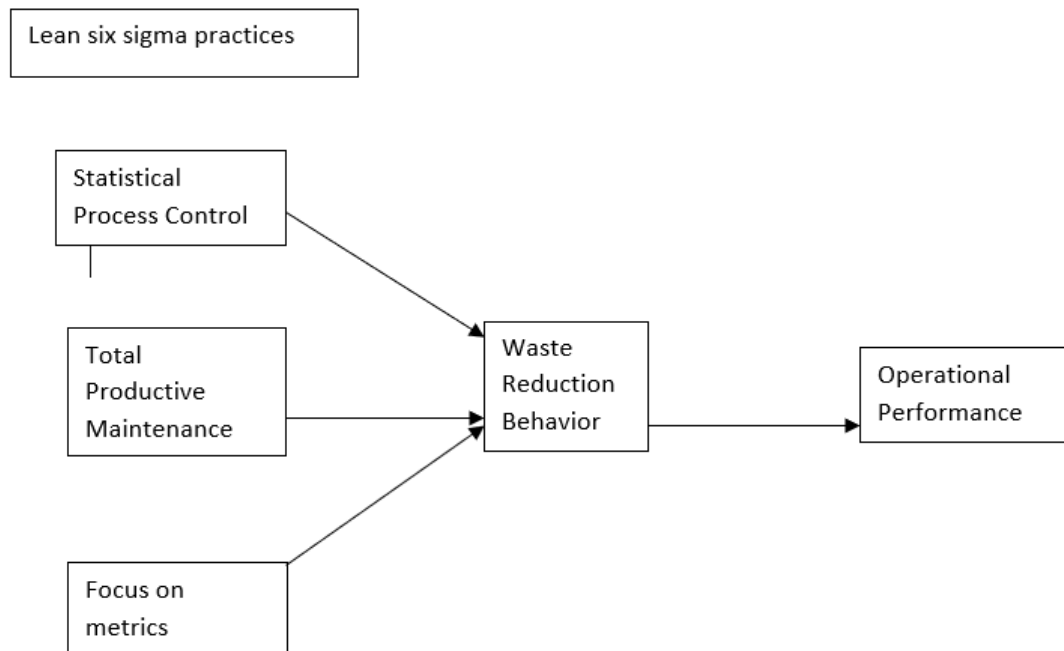 Lean six sigma practices
Statistical
Process Control
Total
Productive
Maintenance
Waste
Reduction
Behavior
Operational
Performance
Focus on
metrics